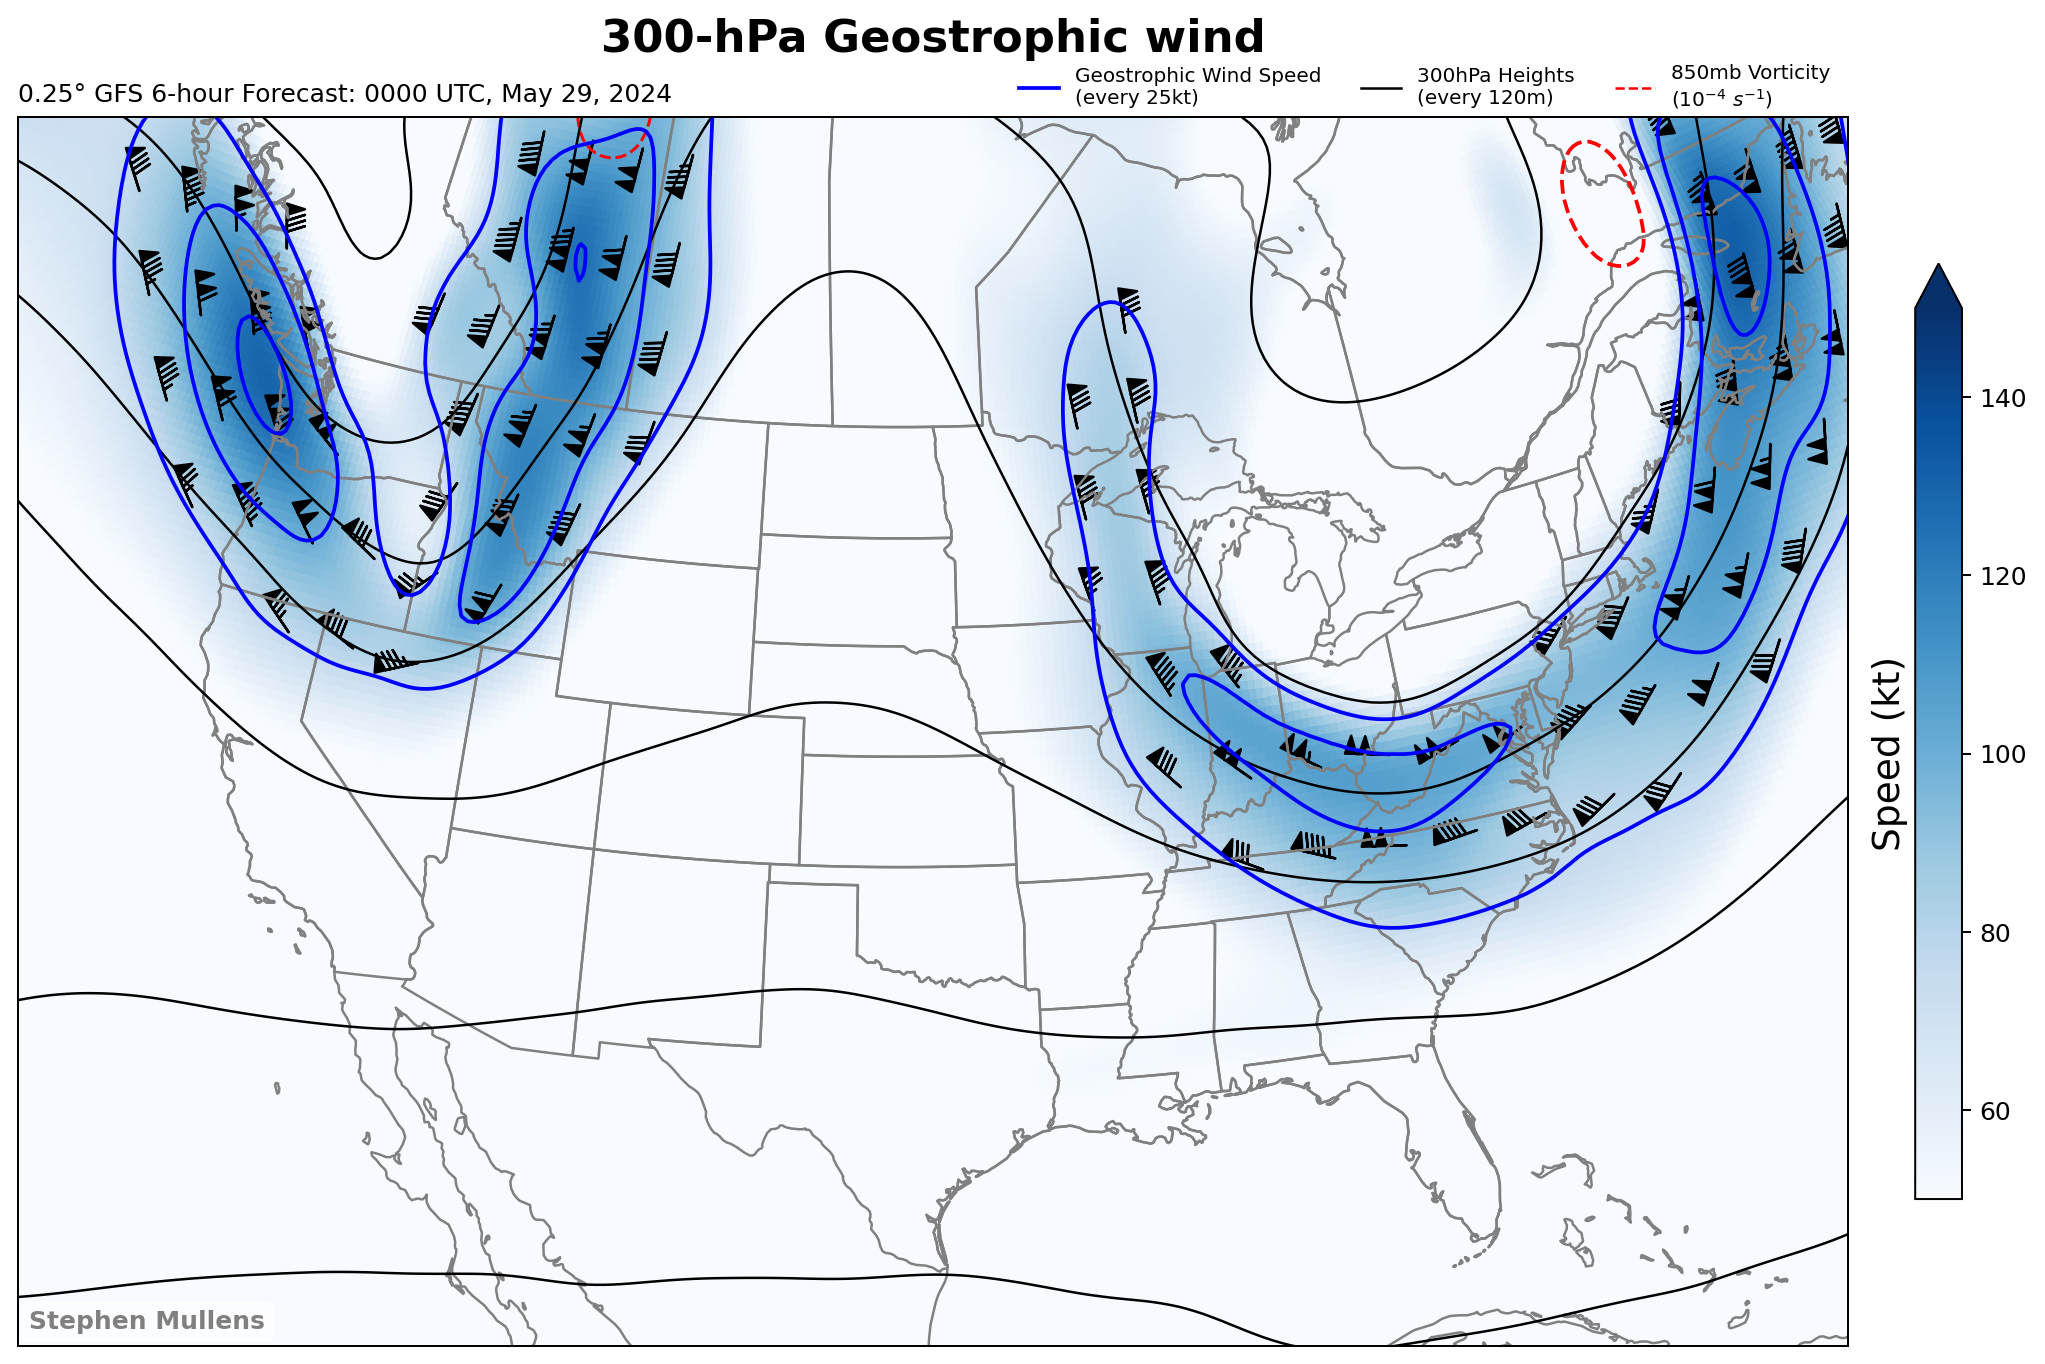 300-hPa Geostrophic wind
0.25° GFS 6-hour Forecast: 0000 UTC, May 29, 2024
Geostrophic Wind Speed
(every 25kt)
300hPa Heights
(every 120m)
850mb Vorticity
(10⁻⁴ s⁻¹)
140
120
100
80
60
Speed (kt)
Stephen Mullens